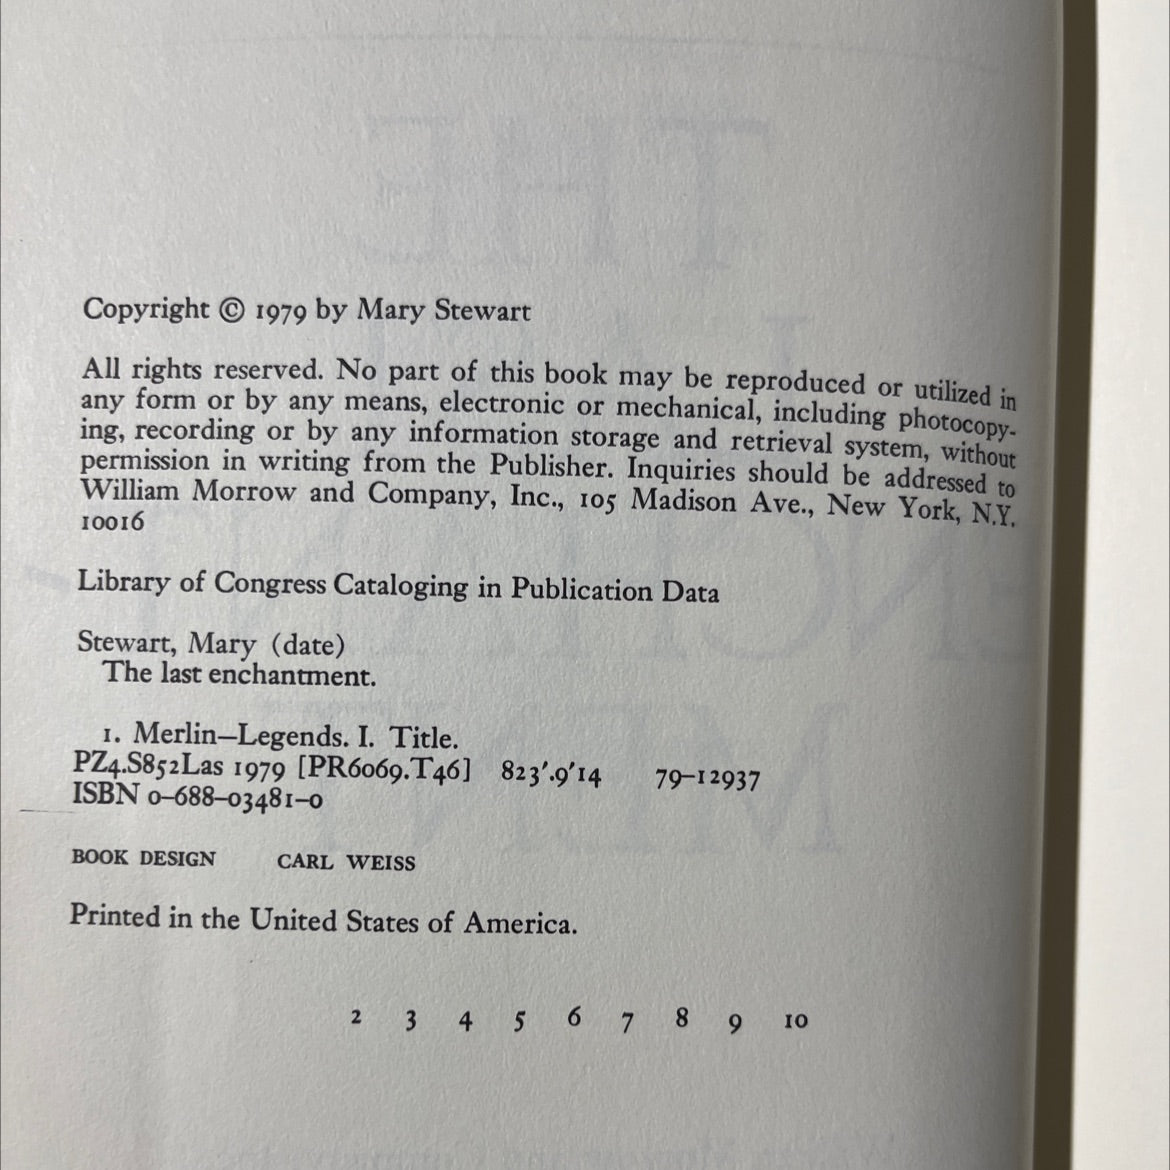 Copyright © 1979 by Mary Stewart
All rights reserved. No part of this book may be reproduced or utilized in
any form or by any means, electronic or mechanical, including photocopy-
ing, recording or by any information storage and retrieval system, without
permission in writing from the Publisher. Inquiries should be addressed to
William Morrow and Company, Inc., 105 Madison Ave., New York, N.Y.
10016
Library of Congress Cataloging in Publication Data
Stewart, Mary (date)
The last enchantment.
1. Merlin—Legends. I. Title.
PZ4.S852Las 1979 [PR6069.T46] 823'.9'14 79-12937
ISBN 0-688-03481-0
BOOK DESIGN CARL WEISS
Printed in the United States of America.
2 3 4 5 6 7 8 9 10